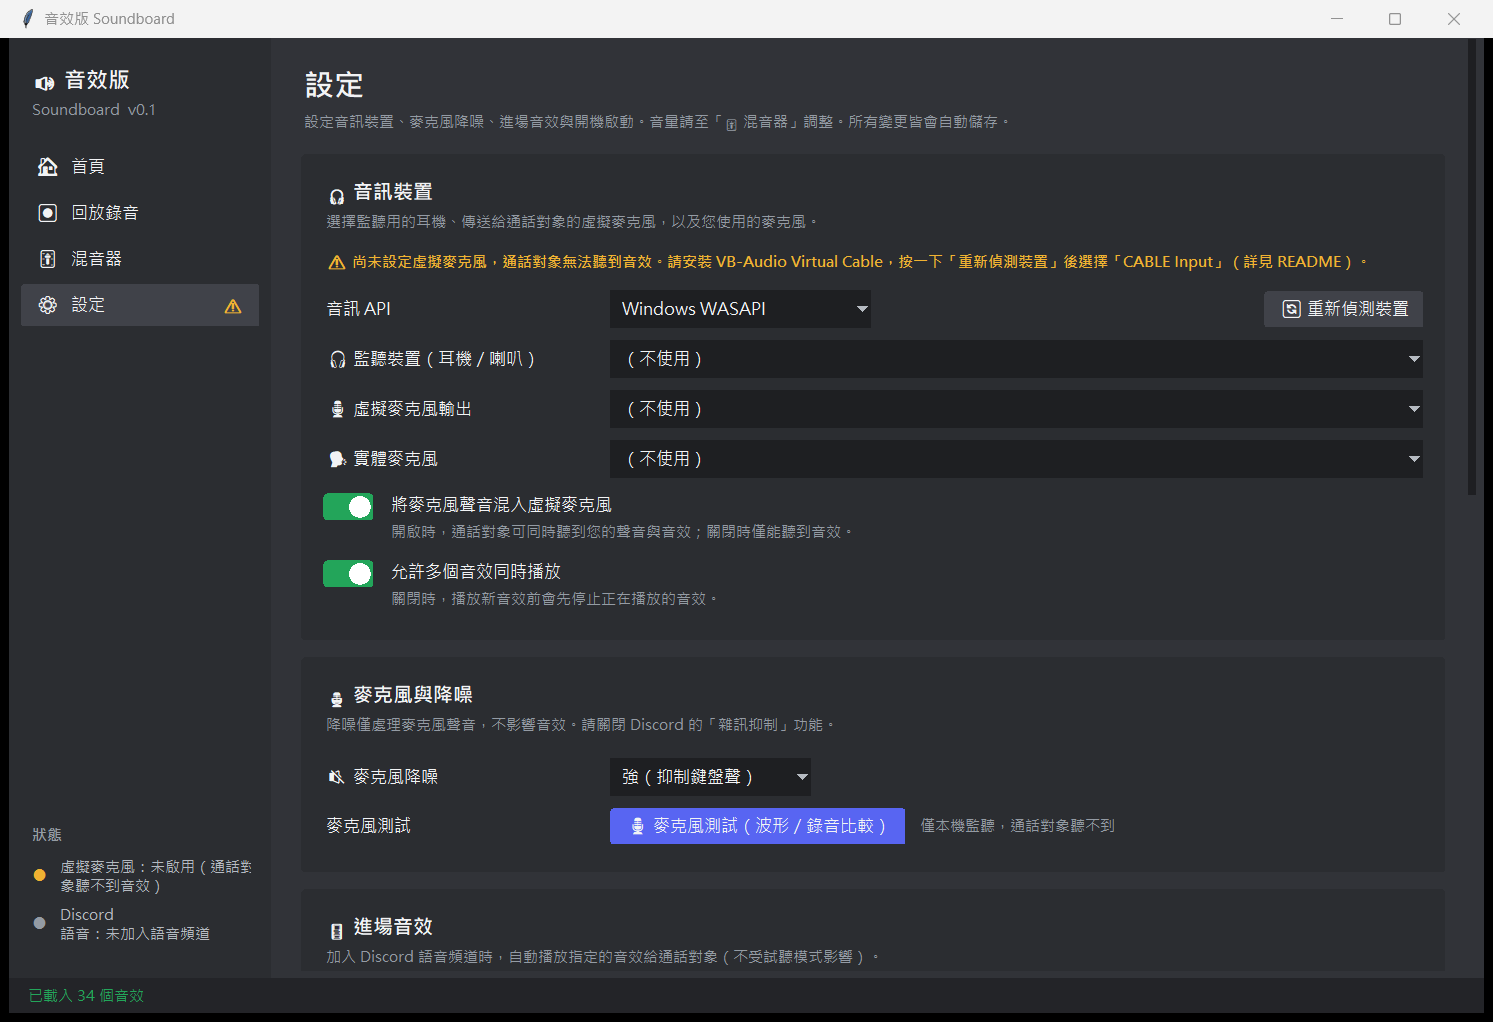 音效版 Soundboard
音效版
Soundboard v0.1
首頁
回放錄音
混音器
設定
狀態
虛擬麥克風：未啟用（通話對
象聽不到音效）
Discord
語音：未加入語音頻道
已載入 34 個音效
設定
設定音訊裝置、麥克風降噪、進場音效與開機啟動。音量請至「混音器」調整。所有變更皆會自動儲存。
音訊裝置
選擇監聽用的耳機、傳送給通話對象的虛擬麥克風，以及您使用的麥克風。
尚未設定虛擬麥克風，通話對象無法聽到音效。請安裝 VB-Audio Virtual Cable，按一下「重新偵測裝置」後選擇「CABLE Input」（詳見 README）。
音訊 API
Windows WASAPI
重新偵測裝置
監聽裝置（耳機 / 喇叭）
（不使用）
虛擬麥克風輸出
（不使用）
實體麥克風
（不使用）
將麥克風聲音混入虛擬麥克風
開啟時，通話對象可同時聽到您的聲音與音效；關閉時僅能聽到音效。
允許多個音效同時播放
關閉時，播放新音效前會先停止正在播放的音效。
麥克風與降噪
降噪僅處理麥克風聲音，不影響音效。請關閉 Discord 的「雜訊抑制」功能。
麥克風降噪
強（抑制鍵盤聲）
麥克風測試
麥克風測試（波形 / 錄音比較）
僅本機監聽，通話對象聽不到
進場音效
加入 Discord 語音頻道時，自動播放指定的音效給通話對象（不受試聽模式影響）。